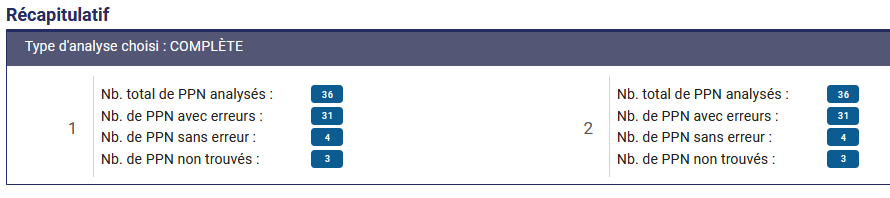 Récapitulatif
Type d'analyse choisi : COMPLÈTE
1
Nb. total de PPN analysés : 36
Nb. de PPN avec erreurs : 31
Nb. de PPN sans erreur : 4
Nb. de PPN non trouvés : 3
2
Nb. total de PPN analysés : 36
Nb. de PPN avec erreurs : 31
Nb. de PPN sans erreur : 4
Nb. de PPN non trouvés : 3